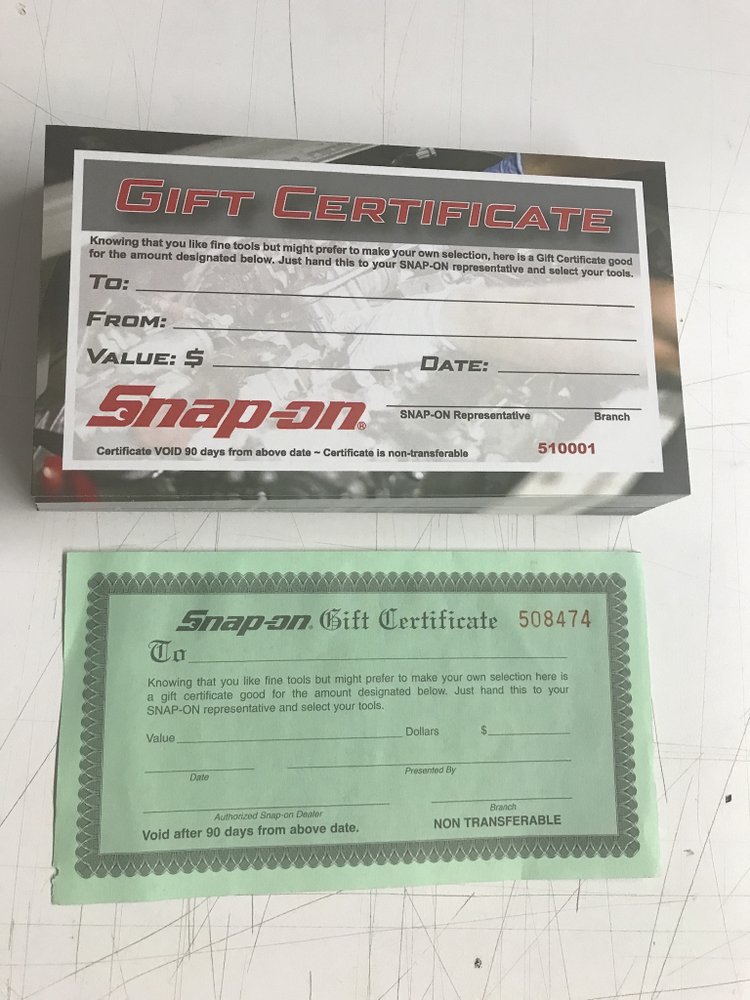 GIFT CERTIFICATE
Knowing that you like fine tools but might prefer to make your own selection, here is a Gift Certificate good
for the amount designated below. Just hand this to your SNAP-ON representative and select your tools.
TO:
FROM:
VALUE: $ DATE:
Snap-on®
SNAP-ON Representative Branch
Certificate VOID 90 days from above date ~ Certificate is non-transferable 510001
Snap-on® Gift Certificate 508474
To
Knowing that you like fine tools but might prefer to make your own selection here is
a gift certificate good for the amount designated below. Just hand this to your
SNAP-ON representative and select your tools.
Value Dollars $
Date Presented By
Authorized Snap-on Dealer Branch
Void after 90 days from above date. NON TRANSFERABLE